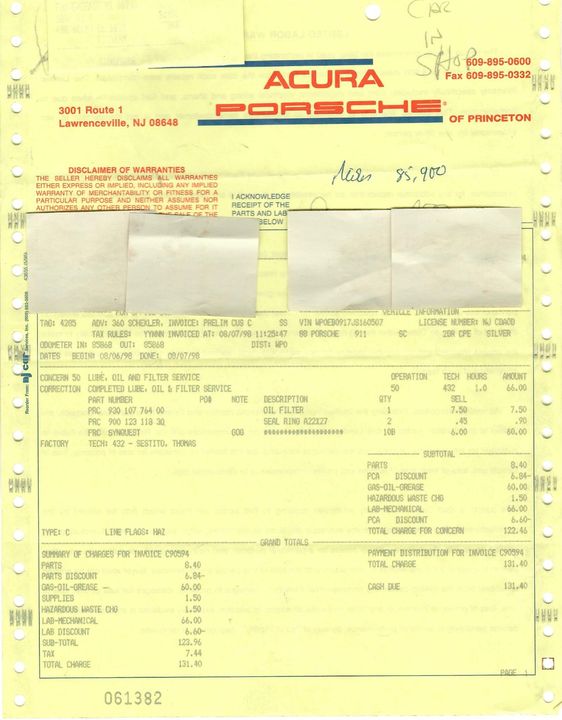 CAR
IN
SHOP
609-895-0600
Fax 609-895-0332
ACURA
PORSCHE
OF PRINCETON
3001 Route 1
Lawrenceville, NJ 08648
DISCLAIMER OF WARRANTIES
THE SELLER HEREBY DISCLAIMS ALL WARRANTIES
EITHER EXPRESS OR IMPLIED, INCLUDING ANY IMPLIED
WARRANTY OF MERCHANTABILITY OR FITNESS FOR A
PARTICULAR PURPOSE AND NEITHER ASSUMES NOR
AUTHORIZES ANY OTHER PERSON TO ASSUME FOR IT
Miles 85,900
I ACKNOWLEDGE
RECEIPT OF THE
PARTS AND LAB
BELOW
VEHICLE INFORMATION
TAG: 4285 ADV: 360 SCHEXLER, INVOICE: PRELIM CUS C SS VIN WPOEB0917JS160507 LICENSE NUMBER: NJ CDAOD
TAX RULES: YYWNN INVOICED AT: 08/07/98 11:25:47 88 PORSCHE 911 SC 2DR CPE SILVER
ODOMETER IN: 85868 OUT: 85868 DIST: WPO
DATES BEGIN: 08/06/98 DONE: 08/07/98
CONCERN 50 LUBE, OIL AND FILTER SERVICE OPERATION TECH HOURS AMOUNT
CORRECTION COMPLETED LUBE, OIL & FILTER SERVICE 50 432 1.0 66.00
PART NUMBER PO# NOTE DESCRIPTION QTY SELL
PRC 930 107 764 00 OIL FILTER 1 7.50 7.50
PRC 900 123 118 30 SEAL RING A22X27 2 .45 .90
FRC SYNQUEST GOG 10B 6.00 60.00
FACTORY TECH: 432 - SESTITO, THOMAS
SUBTOTAL
PARTS 8.40
PCA DISCOUNT 6.84-
GAS-OIL-GREASE 60.00
HAZARDOUS WASTE CHG 1.50
LAB-MECHANICAL 66.00
PCA DISCOUNT 6.60-
TYPE: C LINE FLAGS: HAZ TOTAL CHARGE FOR CONCERN 122.46
GRAND TOTALS
SUMMARY OF CHARGES FOR INVOICE C90594 PAYMENT DISTRIBUTION FOR INVOICE C90594
PARTS 8.40 TOTAL CHARGE 131.40
PARTS DISCOUNT 6.84-
GAS-OIL-GREASE 60.00 CASH DUE 131.40
SUPPLIES 1.50
HAZARDOUS WASTE CHG 1.50
LAB-MECHANICAL 66.00
LAB DISCOUNT 6.60-
SUB-TOTAL 123.96
TAX 7.44
TOTAL CHARGE 131.40
PAGE 1
061382